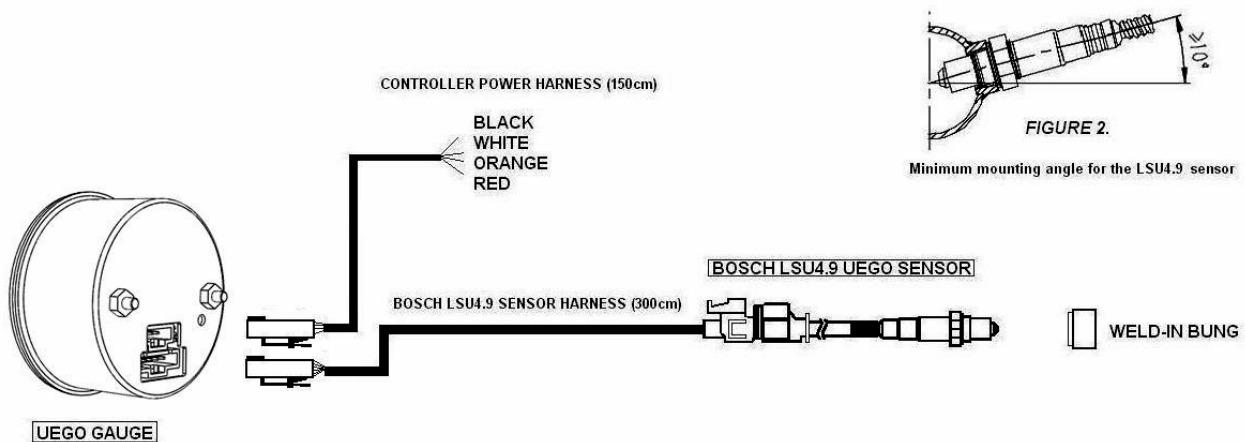 CONTROLLER POWER HARNESS (150cm)
BLACK
WHITE
ORANGE
RED
≥10°
FIGURE 2.
Minimum mounting angle for the LSU4.9 sensor
BOSCH LSU4.9 UEGO SENSOR
BOSCH LSU4.9 SENSOR HARNESS (300cm)
WELD-IN BUNG
UEGO GAUGE